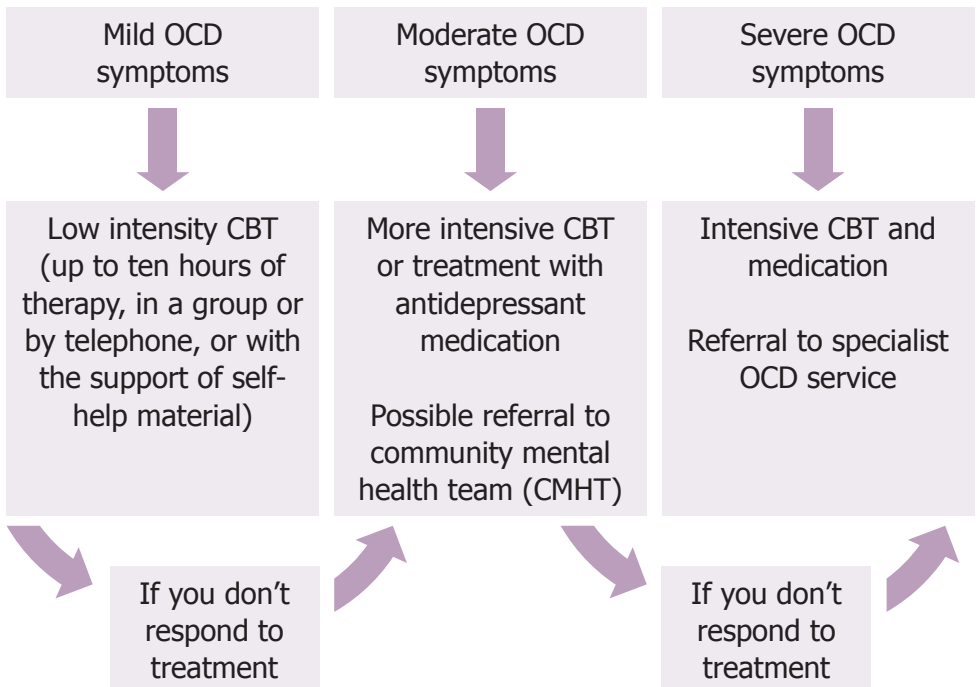 Mild OCD
symptoms
Moderate OCD
symptoms
Severe OCD
symptoms
Low intensity CBT
(up to ten hours of
therapy, in a group or
by telephone, or with
the support of self-
help material)
More intensive CBT
or treatment with
antidepressant
medication
Possible referral to
community mental
health team (CMHT)
Intensive CBT and
medication
Referral to specialist
OCD service
If you don’t
respond to
treatment
If you don’t
respond to
treatment